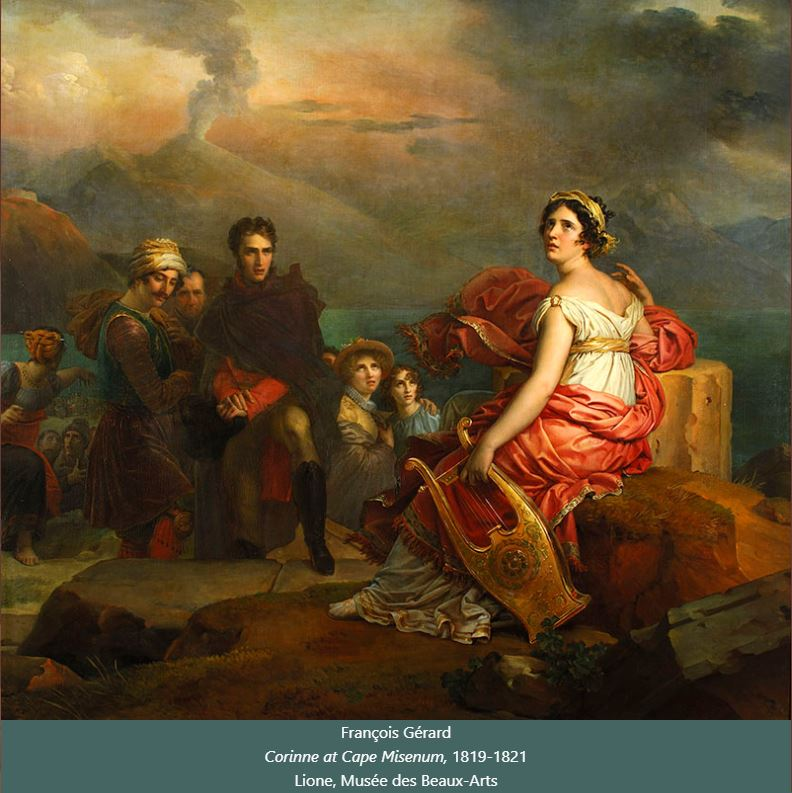 François Gérard
Corinne at Cape Misenum, 1819-1821
Lione, Musée des Beaux-Arts